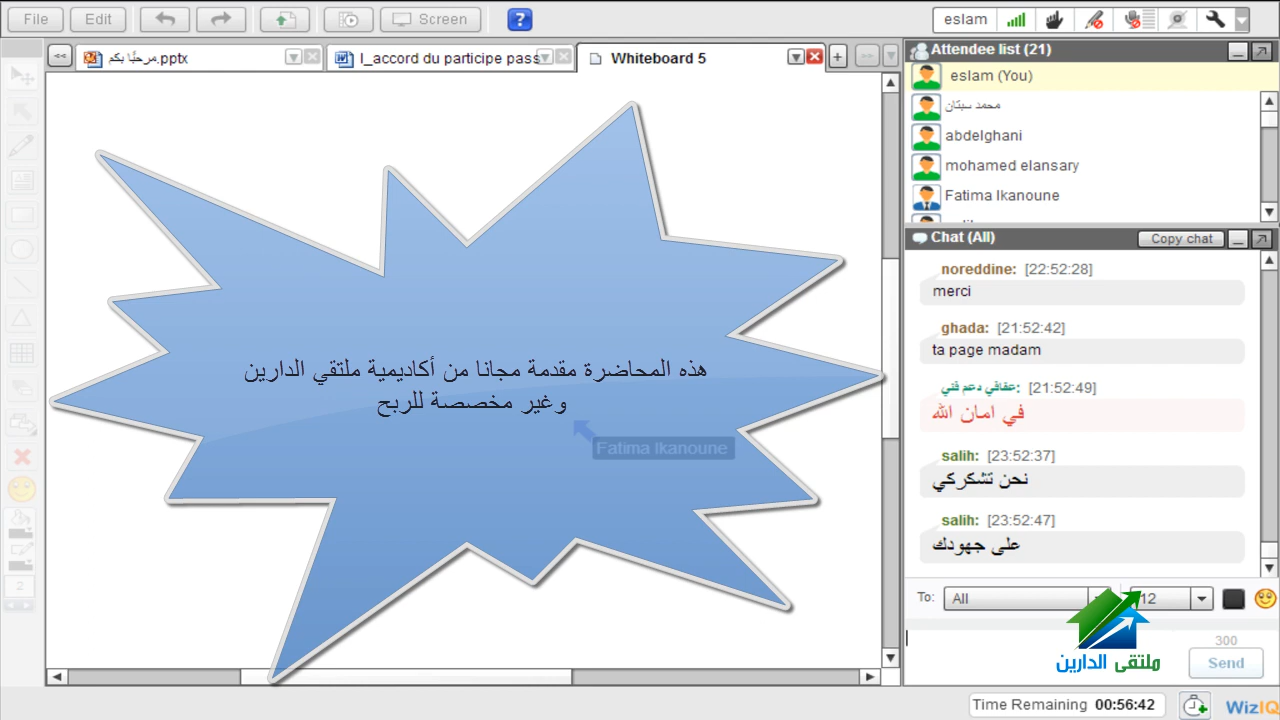 File
Edit
Screen
?
eslam
<<
مرحبًا بكم.pptx
l_accord du participe pass
Whiteboard 5
Attendee list (21)
eslam (You)
محمد سبتان
abdelghani
mohamed elansary
Fatima Ikanoune
هذه المحاضرة مقدمة مجانا من أكاديمية ملتقي الدارين
وغير مخصصة للربح
Fatima Ikanoune
Chat (All)
Copy chat
noreddine: [22:52:28]
merci
ghada: [21:52:42]
ta page madam
عفاقي دعم فني: [21:52:49]
في امان الله
salih: [23:52:37]
نحن تشكركي
salih: [23:52:47]
على جهودك
To:
All
12
300
Send
ملتقى الدارين
2
Time Remaining 00:56:42
WizIQ